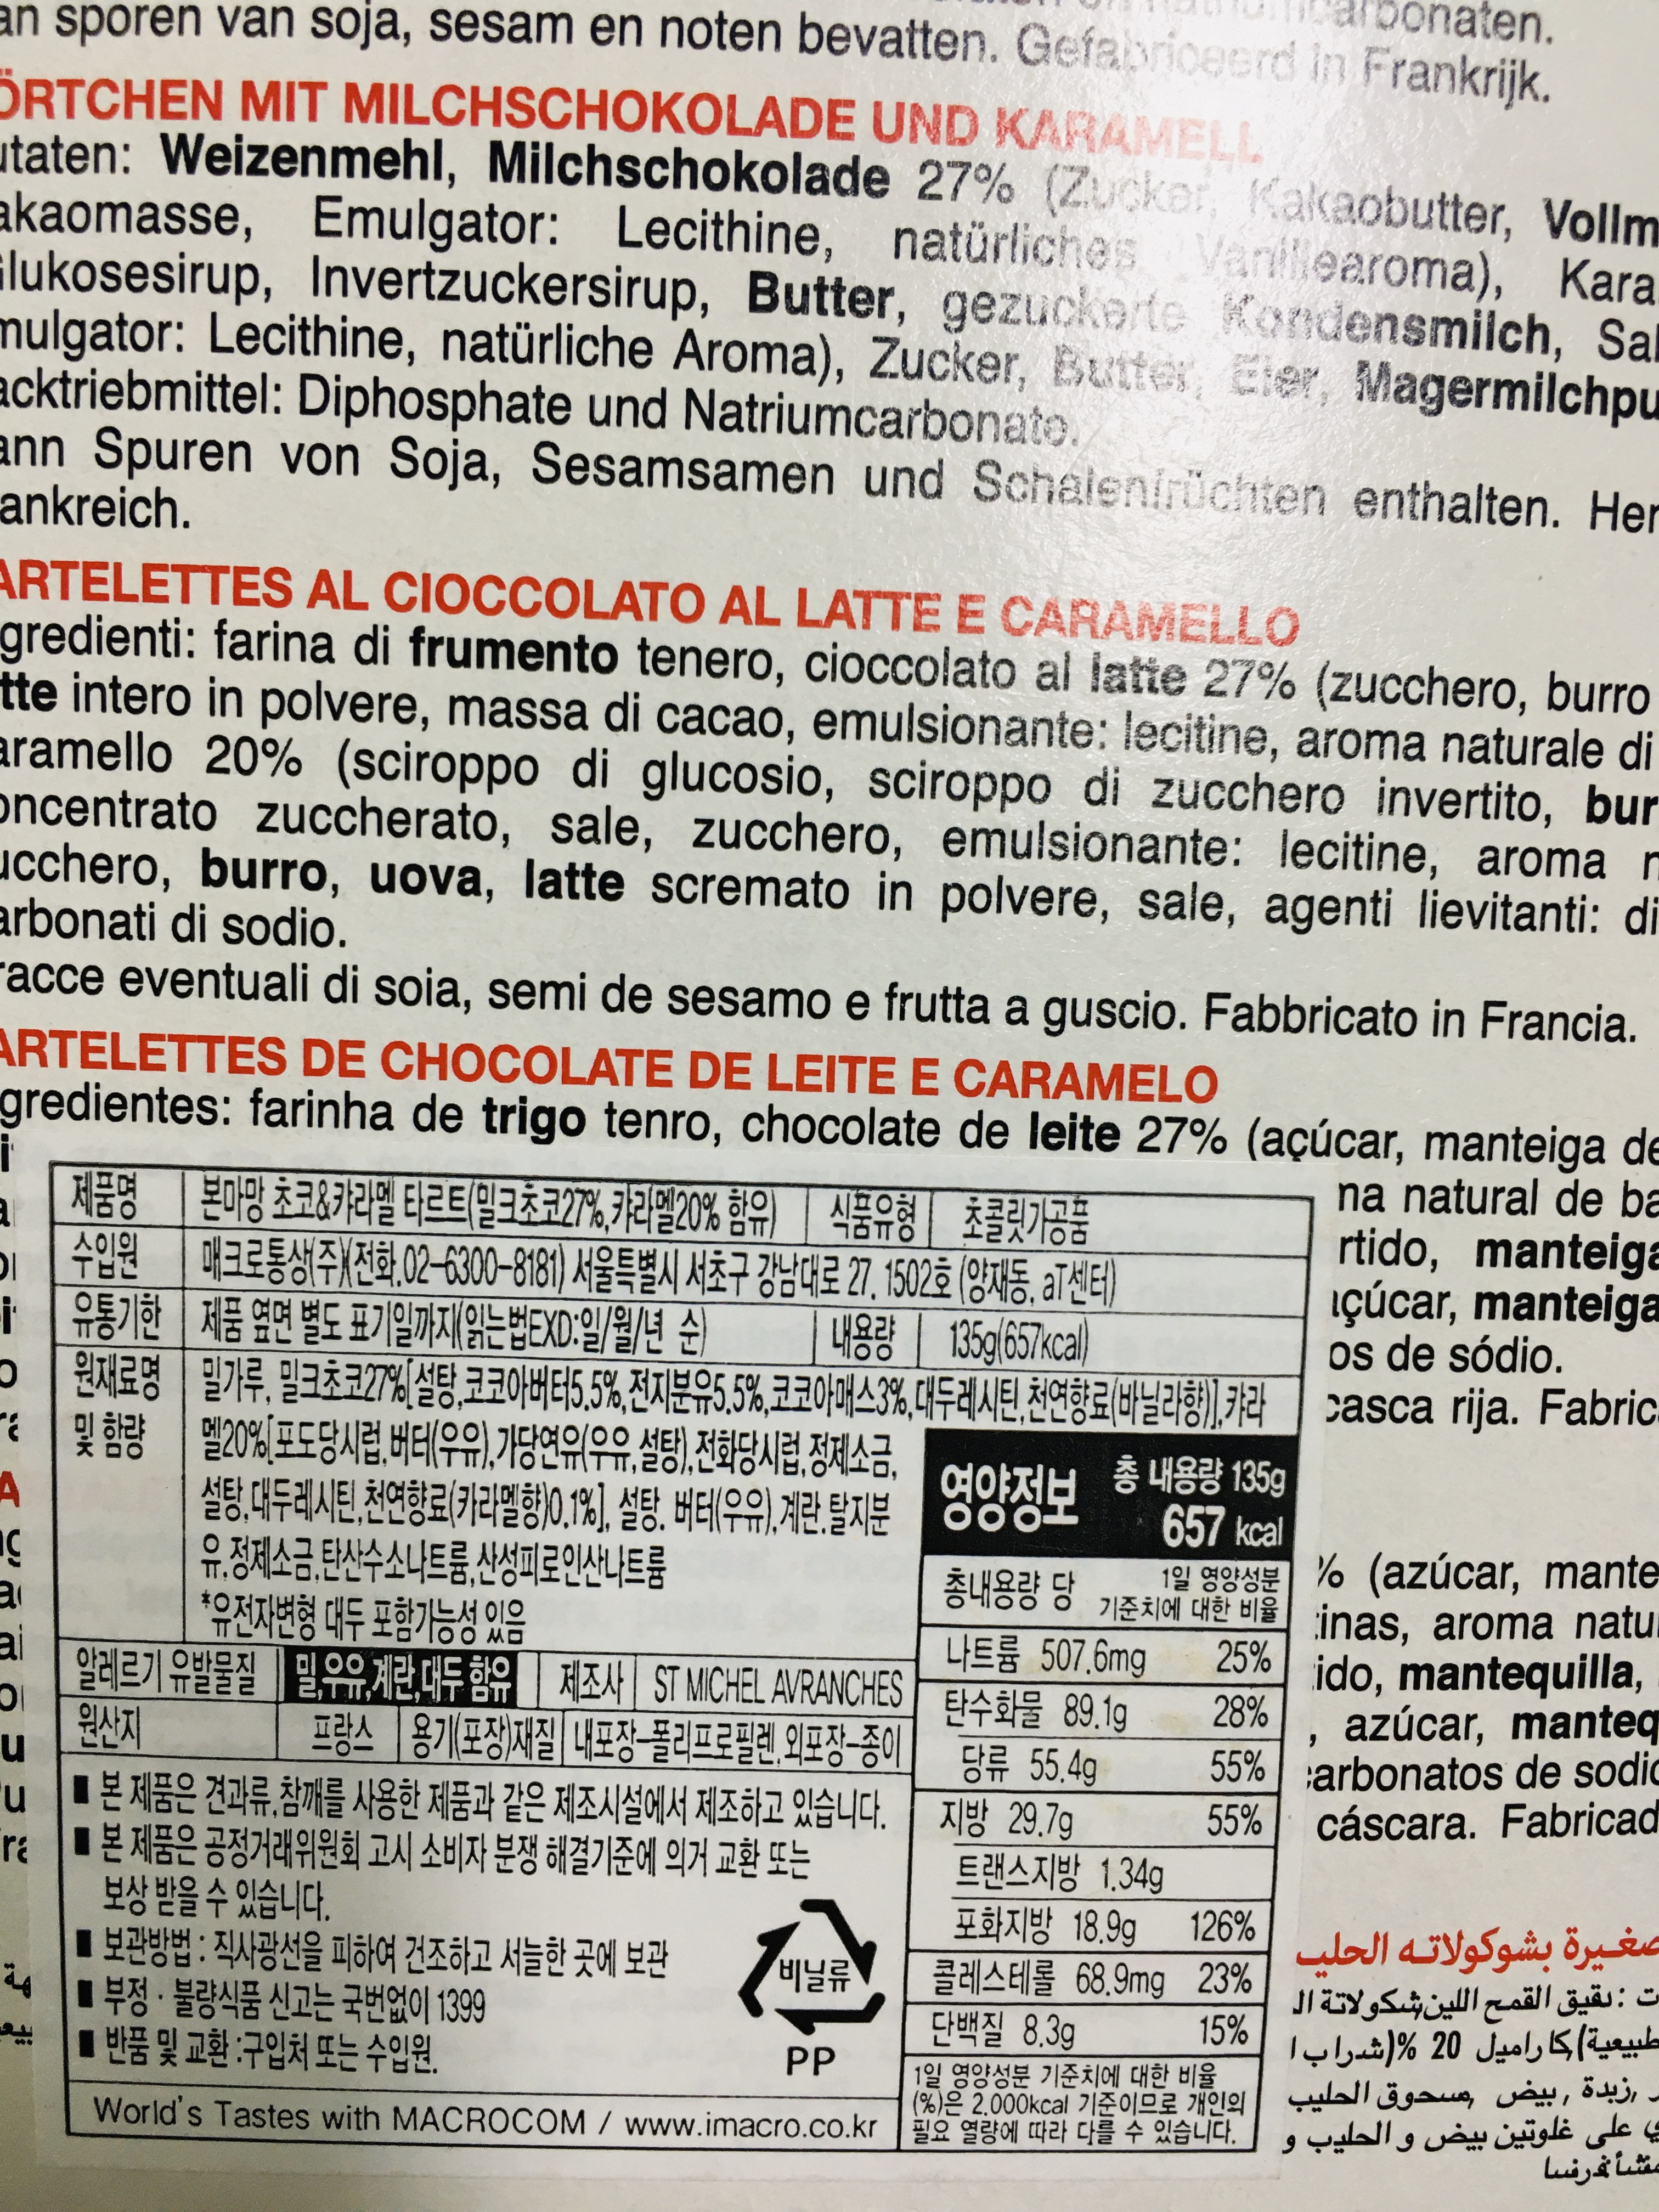 an sporen van soja, sesam en noten bevatten. Gefabriceerd in Frankrijk.
ÖRTCHEN MIT MILCHSCHOKOLADE UND KARAMELL
utaten: Weizenmehl, Milchschokolade 27% (Zucker, Kakaobutter, Vollm
akaomasse, Emulgator: Lecithine, natürliches Vanillearoma), Kara
lukosesirup, Invertzuckersirup, Butter, gezuckerte Kondensmilch, Sal
mulgator: Lecithine, natürliche Aroma), Zucker, Butter, Eier, Magermilchpu
acktriebmittel: Diphosphate und Natriumcarbonate.
ann Spuren von Soja, Sesamsamen und Schalenfrüchten enthalten. Her
ankreich.
ARTELETTES AL CIOCCOLATO AL LATTE E CARAMELLO
gredienti: farina di frumento tenero, cioccolato al latte 27% (zucchero, burro
tte intero in polvere, massa di cacao, emulsionante: lecitine, aroma naturale di
aramello 20% (sciroppo di glucosio, sciroppo di zucchero invertito, bur
oncentrato zuccherato, sale, zucchero, emulsionante: lecitine, aroma n
ucchero, burro, uova, latte scremato in polvere, sale, agenti lievitanti: di
arbonati di sodio.
racce eventuali di soia, semi de sesamo e frutta a guscio. Fabbricato in Francia.
ARTELETTES DE CHOCOLATE DE LEITE E CARAMELO
gredientes: farinha de trigo tenro, chocolate de leite 27% (açúcar, manteiga de
na natural de ba
rtido, manteiga
açúcar, manteiga
os de sódio.
casca rija. Fabric
% (azúcar, mante
tinas, aroma natu
ido, mantequilla,
, azúcar, manteq
carbonatos de sodio
cáscara. Fabricad
제품명 본마망 초코&카라멜 타르트(밀크초코27%,카라멜20% 함유) 식품유형 초콜릿가공품
수입원 매크로통상(주)(전화.02-6300-8181) 서울특별시 서초구 강남대로 27, 1502호 (양재동, aT센터)
유통기한 제품 옆면 별도 표기일까지(읽는법EXD:일/월/년 순) 내용량 135g(657kcal)
원재료명 밀가루, 밀크초코27%[설탕,코코아버터5.5%,전지분유5.5%,코코아매스3%,대두레시틴,천연향료(바닐라향)],카라
및 함량 멜20%[포도당시럽,버터(우유),가당연유(우유,설탕),전화당시럽,정제소금,
설탕,대두레시틴,천연향료(카라멜향)0.1%], 설탕, 버터(우유),계란,탈지분
유,정제소금,탄산수소나트륨,산성피로인산나트륨
*유전자변형 대두 포함가능성 있음
알레르기 유발물질 밀,우유,계란,대두 함유 제조사 ST MICHEL AVRANCHES
원산지 프랑스 용기(포장)재질 내포장-폴리프로필렌, 외포장-종이
■ 본 제품은 견과류,참깨를 사용한 제품과 같은 제조시설에서 제조하고 있습니다.
■ 본 제품은 공정거래위원회 고시 소비자 분쟁 해결기준에 의거 교환 또는
보상 받을 수 있습니다.
■ 보관방법 : 직사광선을 피하여 건조하고 서늘한 곳에 보관
■ 부정 · 불량식품 신고는 국번없이 1399
■ 반품 및 교환 :구입처 또는 수입원.
비닐류
PP
World's Tastes with MACROCOM / www.imacro.co.kr
영양정보 총 내용량 135g
657 kcal
총내용량 당 1일 영양성분
기준치에 대한 비율
나트륨 507.6mg 25%
탄수화물 89.1g 28%
당류 55.4g 55%
지방 29.7g 55%
트랜스지방 1.34g
포화지방 18.9g 126%
콜레스테롤 68.9mg 23%
단백질 8.3g 15%
1일 영양성분 기준치에 대한 비율
(%)은 2,000kcal 기준이므로 개인의
필요 열량에 따라 다를 수 있습니다.
صغيرة بشوكولاته الحليب
ت : دقيق القمح اللين,شكولاتة ال
طبيعية)كاراميل 20 %(شراب ا
ر ,زبدة , بيض , مسحوق الحليب
ي على غلوتين بيض و الحليب و